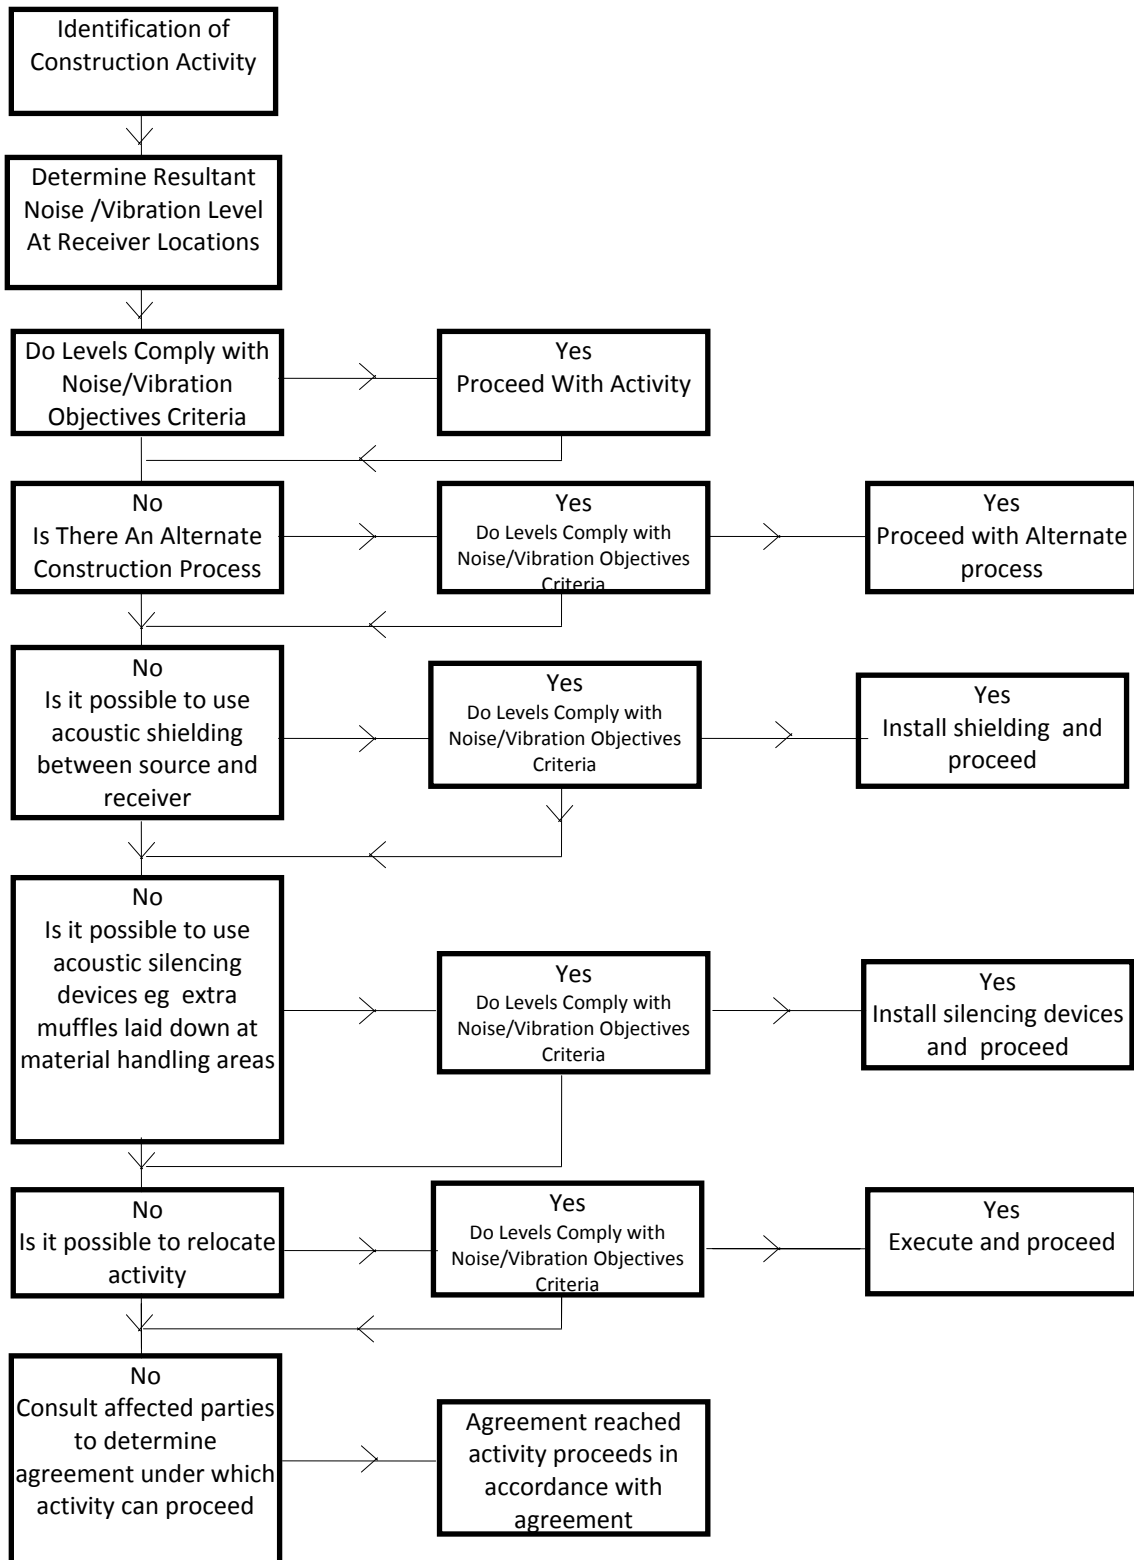 Identification of
Construction Activity
Determine Resultant
Noise /Vibration Level
At Receiver Locations
Do Levels Comply with
Noise/Vibration
Objectives Criteria
Yes
Proceed With Activity
No
Is There An Alternate
Construction Process
Yes
Do Levels Comply with
Noise/Vibration Objectives
Criteria
Yes
Proceed with Alternate
process
No
Is it possible to use
acoustic shielding
between source and
receiver
Yes
Do Levels Comply with
Noise/Vibration Objectives
Criteria
Yes
Install shielding and
proceed
No
Is it possible to use
acoustic silencing
devices eg extra
muffles laid down at
material handling areas
Yes
Do Levels Comply with
Noise/Vibration Objectives
Criteria
Yes
Install silencing devices
and proceed
No
Is it possible to relocate
activity
Yes
Do Levels Comply with
Noise/Vibration Objectives
Criteria
Yes
Execute and proceed
No
Consult affected parties
to determine
agreement under which
activity can proceed
Agreement reached
activity proceeds in
accordance with
agreement